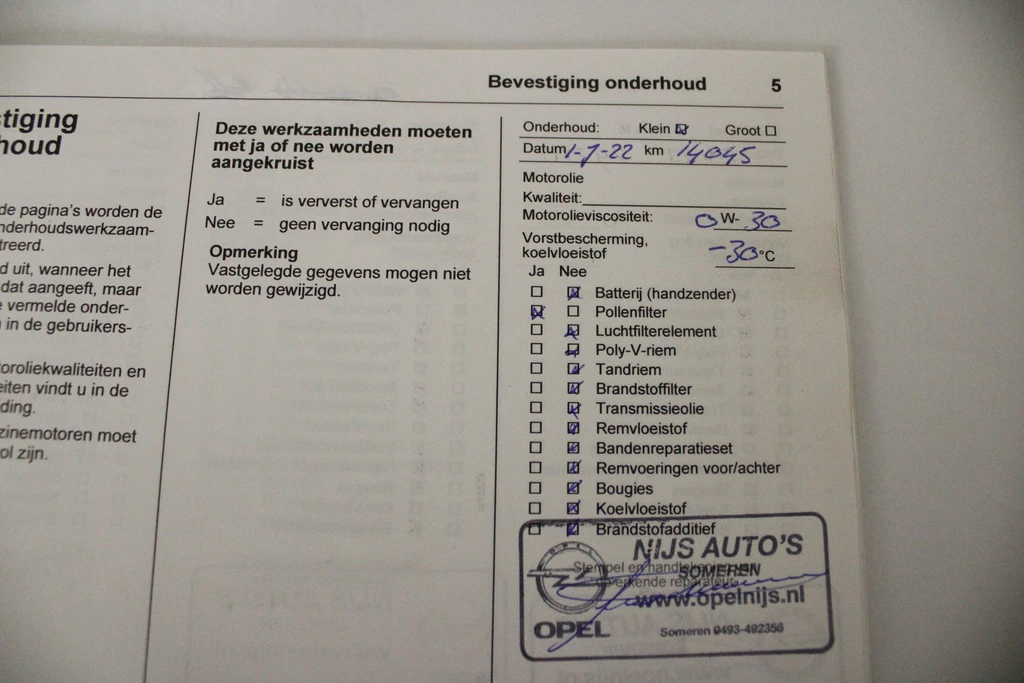 Bevestiging onderhoud 5
stiging
houd
de pagina's worden de
nderhoudswerkzaam-
treerd.
d uit, wanneer het
dat aangeeft, maar
e vermelde onder-
in de gebruikers-
toroliekwaliteiten en
eiten vindt u in de
ding.
zinemotoren moet
ol zijn.
Deze werkzaamheden moeten
met ja of nee worden
aangekruist
Ja = is ververst of vervangen
Nee = geen vervanging nodig
Opmerking
Vastgelegde gegevens mogen niet
worden gewijzigd.
Onderhoud: Klein Groot
Datum 1-7-22 km 14045
Motorolie
Kwaliteit:
Motorolieviscositeit: 0 W- 30
Vorstbescherming,
koelvloeistof -30 °C
Ja Nee
Batterij (handzender)
Pollenfilter
Luchtfilterelement
Poly-V-riem
Tandriem
Brandstoffilter
Transmissieolie
Remvloeistof
Bandenreparatieset
Remvoeringen voor/achter
Bougies
Koelvloeistof
Brandstofadditief
NIJS AUTO'S
Stempel en
SOMEREN
www.opelnijs.nl
OPEL
Someren 0493-492356